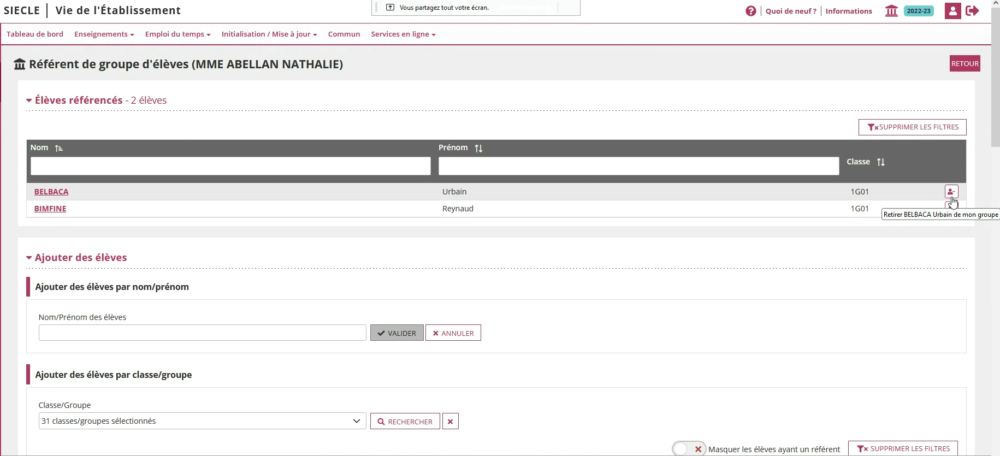 SIECLE | Vie de l'Établissement
Vous partagez tout votre écran.
Quoi de neuf ? | Informations
2022-23
Tableau de bord Enseignements Emploi du temps Initialisation / Mise à jour Commun Services en ligne
Référent de groupe d'élèves (MME ABELLAN NATHALIE)
RETOUR
Élèves référencés - 2 élèves
SUPPRIMER LES FILTRES
Nom Prénom
Classe
BELBACA Urbain 1G01
BIMFINE Reynaud 1G01
Retirer BELBACA Urbain de mon groupe
Ajouter des élèves
Ajouter des élèves par nom/prénom
Nom/Prénom des élèves
VALIDER ANNULER
Ajouter des élèves par classe/groupe
Classe/Groupe
31 classes/groupes sélectionnés RECHERCHER
Masquer les élèves ayant un référent SUPPRIMER LES FILTRES